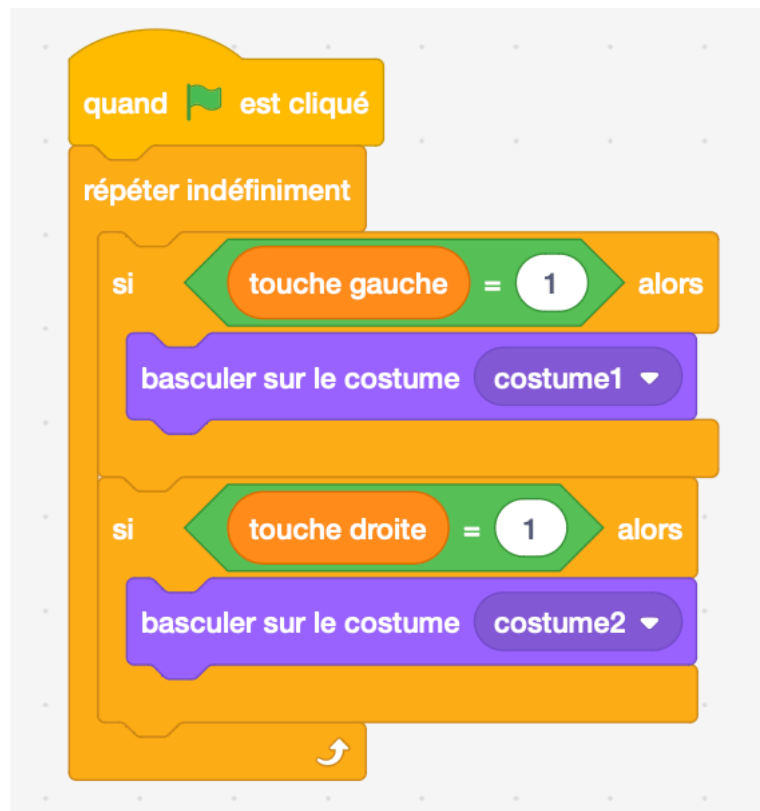 quand est cliqué
répéter indéfiniment
si touche gauche = 1 alors
basculer sur le costume costume1
si touche droite = 1 alors
basculer sur le costume costume2